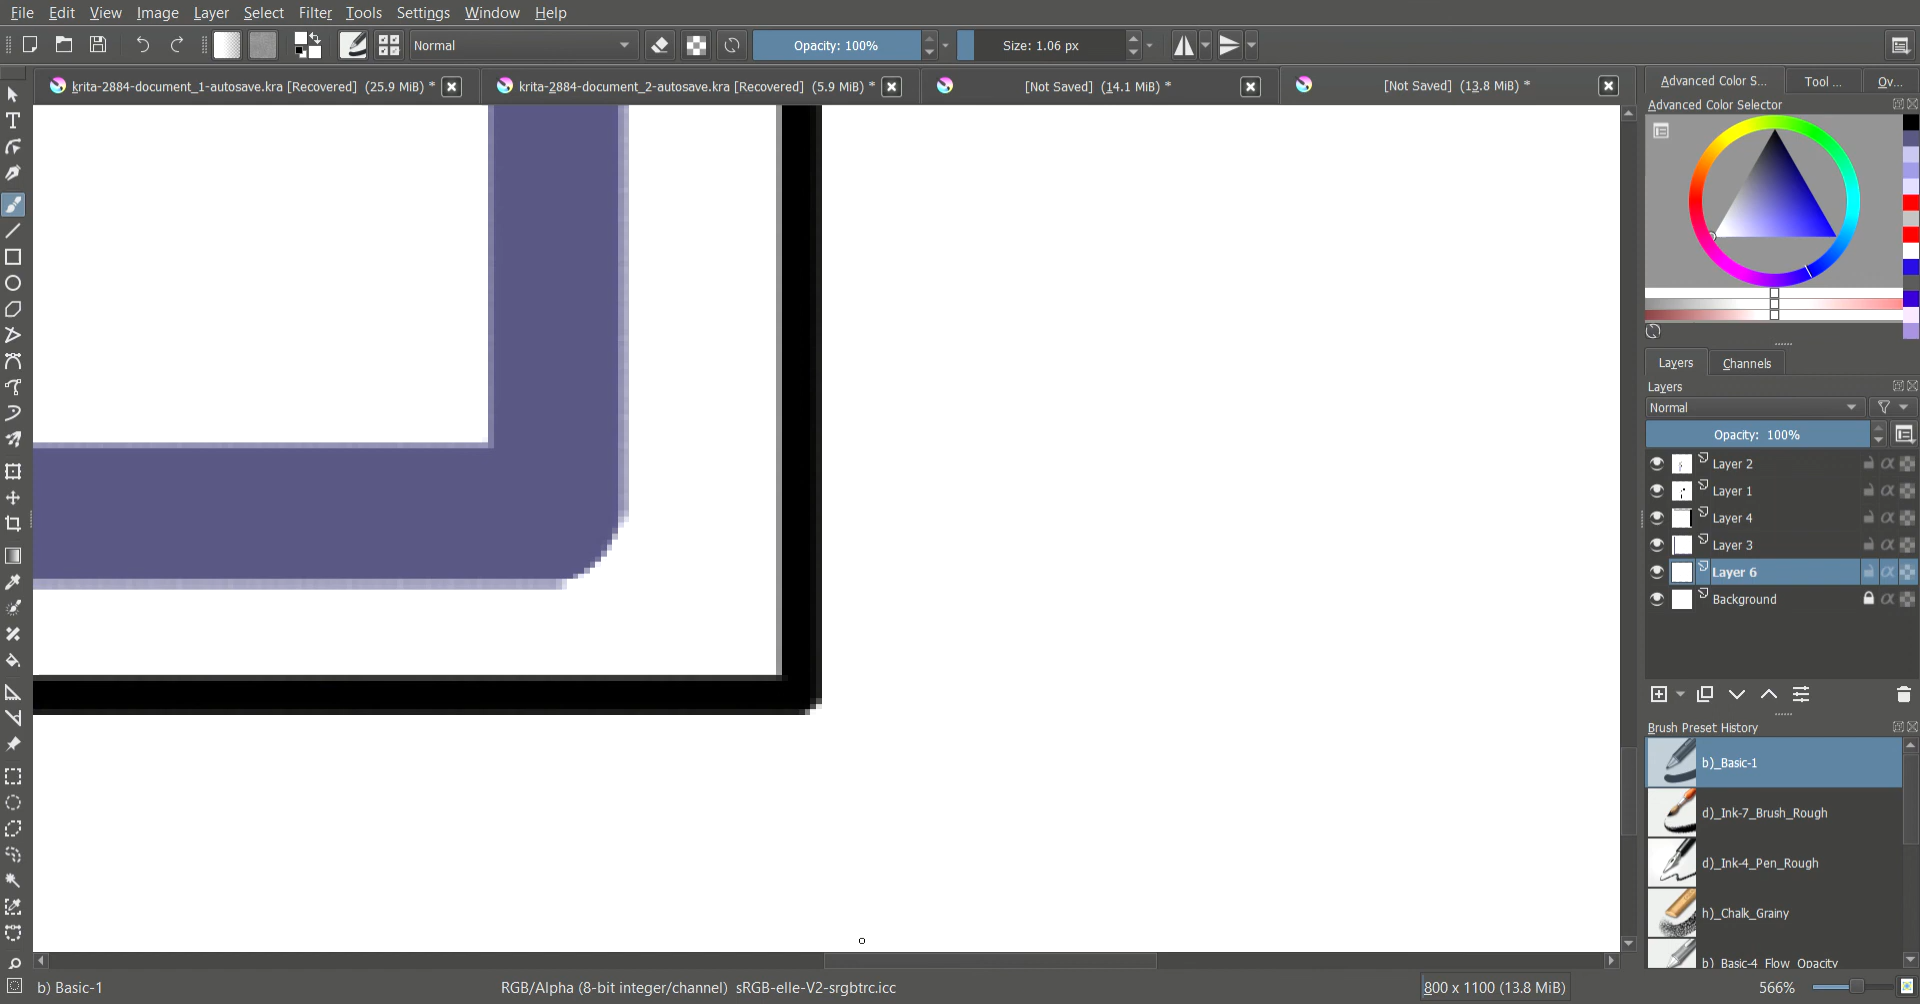 File Edit View Image Layer Select Filter Tools Settings Window Help
Normal Opacity: 100% Size: 1.06 px
krita-2884-document_1-autosave.kra [Recovered] (25.9 MiB) * krita-2884-document_2-autosave.kra [Recovered] (5.9 MiB) * [Not Saved] (14.1 MiB) * [Not Saved] (13.8 MiB) *
Advanced Color S... Tool ... Ov...
Advanced Color Selector
Layers Channels
Layers
Normal
Opacity: 100%
Layer 2
Layer 1
Layer 4
Layer 3
Layer 6
Background
Brush Preset History
b)_Basic-1
d)_Ink-7_Brush_Rough
d)_Ink-4_Pen_Rough
h)_Chalk_Grainy
b)_Basic-4_Flow_Opacity
b) Basic-1 RGB/Alpha (8-bit integer/channel) sRGB-elle-V2-srgbtrc.icc 800 x 1100 (13.8 MiB) 566%